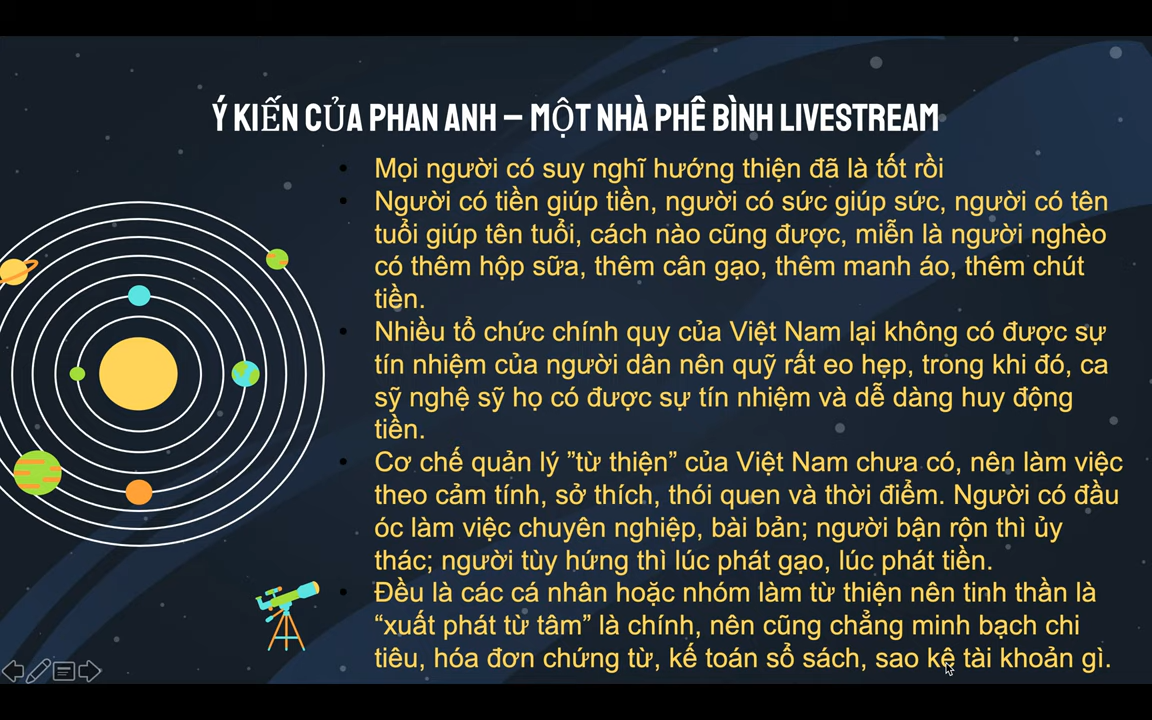 Ý KIẾN CỦA PHAN ANH – MỘT NHÀ PHÊ BÌNH LIVESTREAM
• Mọi người có suy nghĩ hướng thiện đã là tốt rồi
• Người có tiền giúp tiền, người có sức giúp sức, người có tên
tuổi giúp tên tuổi, cách nào cũng được, miễn là người nghèo
có thêm hộp sữa, thêm cân gạo, thêm manh áo, thêm chút
tiền.
• Nhiều tổ chức chính quy của Việt Nam lại không có được sự
tín nhiệm của người dân nên quỹ rất eo hẹp, trong khi đó, ca
sỹ nghệ sỹ họ có được sự tín nhiệm và dễ dàng huy động
tiền.
• Cơ chế quản lý ”từ thiện” của Việt Nam chưa có, nên làm việc
theo cảm tính, sở thích, thói quen và thời điểm. Người có đầu
óc làm việc chuyên nghiệp, bài bản; người bận rộn thì ủy
thác; người tùy hứng thì lúc phát gạo, lúc phát tiền.
• Đều là các cá nhân hoặc nhóm làm từ thiện nên tinh thần là
“xuất phát từ tâm” là chính, nên cũng chẳng minh bạch chi
tiêu, hóa đơn chứng từ, kế toán sổ sách, sao kê tài khoản gì.